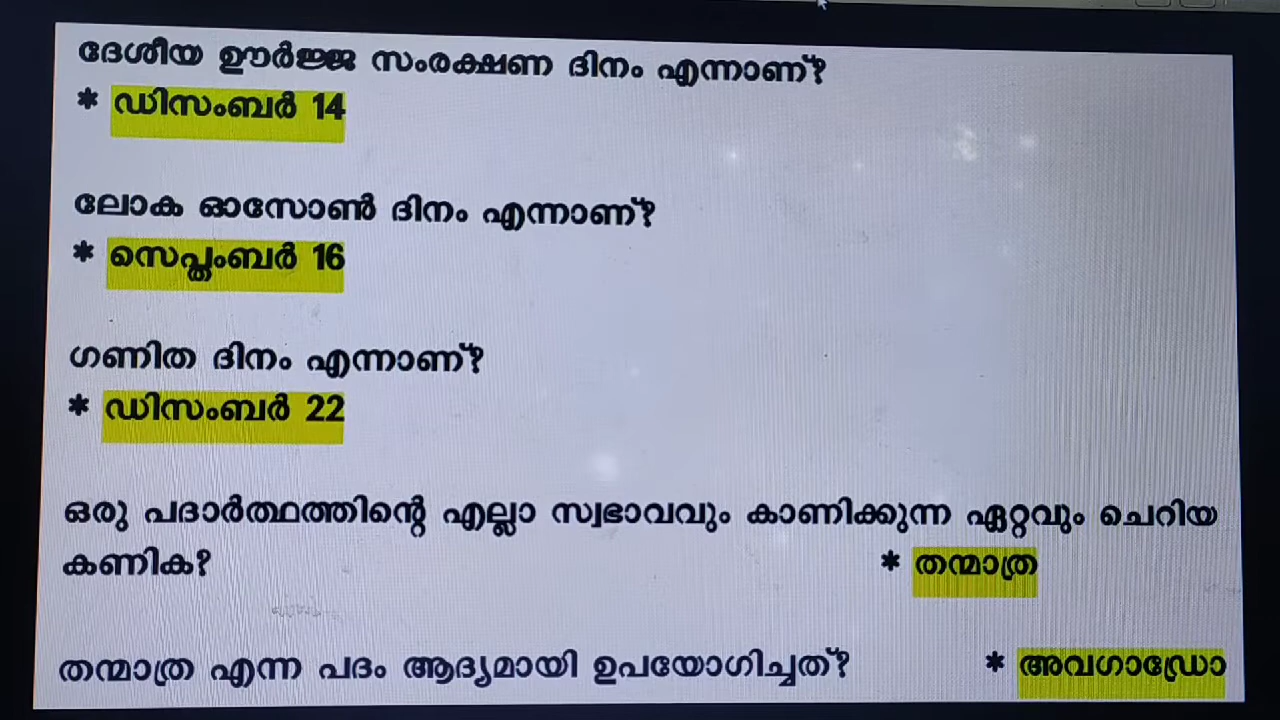 ദേശീയ ഊർജ്ജ സംരക്ഷണ ദിനം എന്നാണ്?
* ഡിസംബർ 14
ലോക ഓസോൺ ദിനം എന്നാണ്?
* സെപ്തംബർ 16
ഗണിത ദിനം എന്നാണ്?
* ഡിസംബർ 22
ഒരു പദാർത്ഥത്തിന്റെ എല്ലാ സ്വഭാവവും കാണിക്കുന്ന ഏറ്റവും ചെറിയ
കണിക? * തന്മാത്ര
തന്മാത്ര എന്ന പദം ആദ്യമായി ഉപയോഗിച്ചത്? * അവഗാഡ്രോ